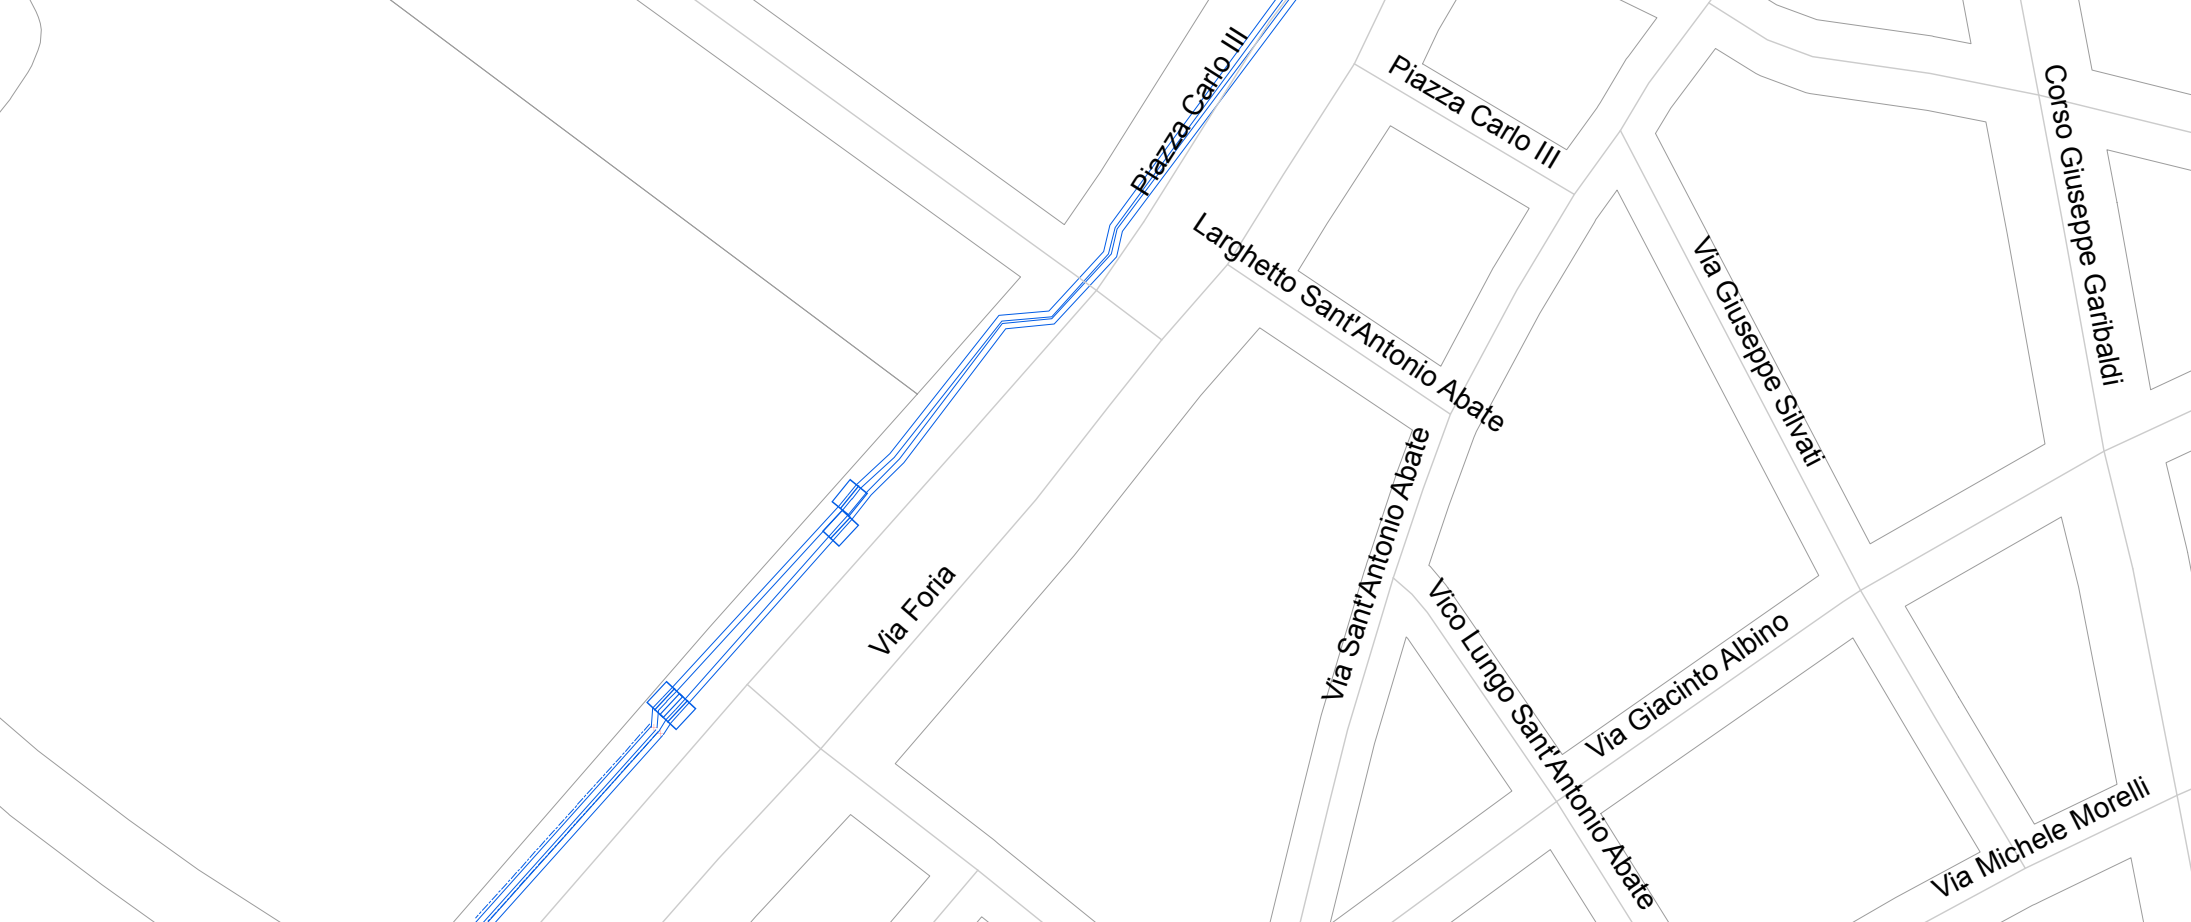 Piazza Carlo III
Piazza Carlo III
Corso Giuseppe Garibaldi
Larghetto Sant'Antonio Abate
Via Giuseppe Silvati
Via Sant'Antonio Abate
Via Foria
Vico Lungo Sant'Antonio Abate
Via Giacinto Albino
Via Michele Morelli